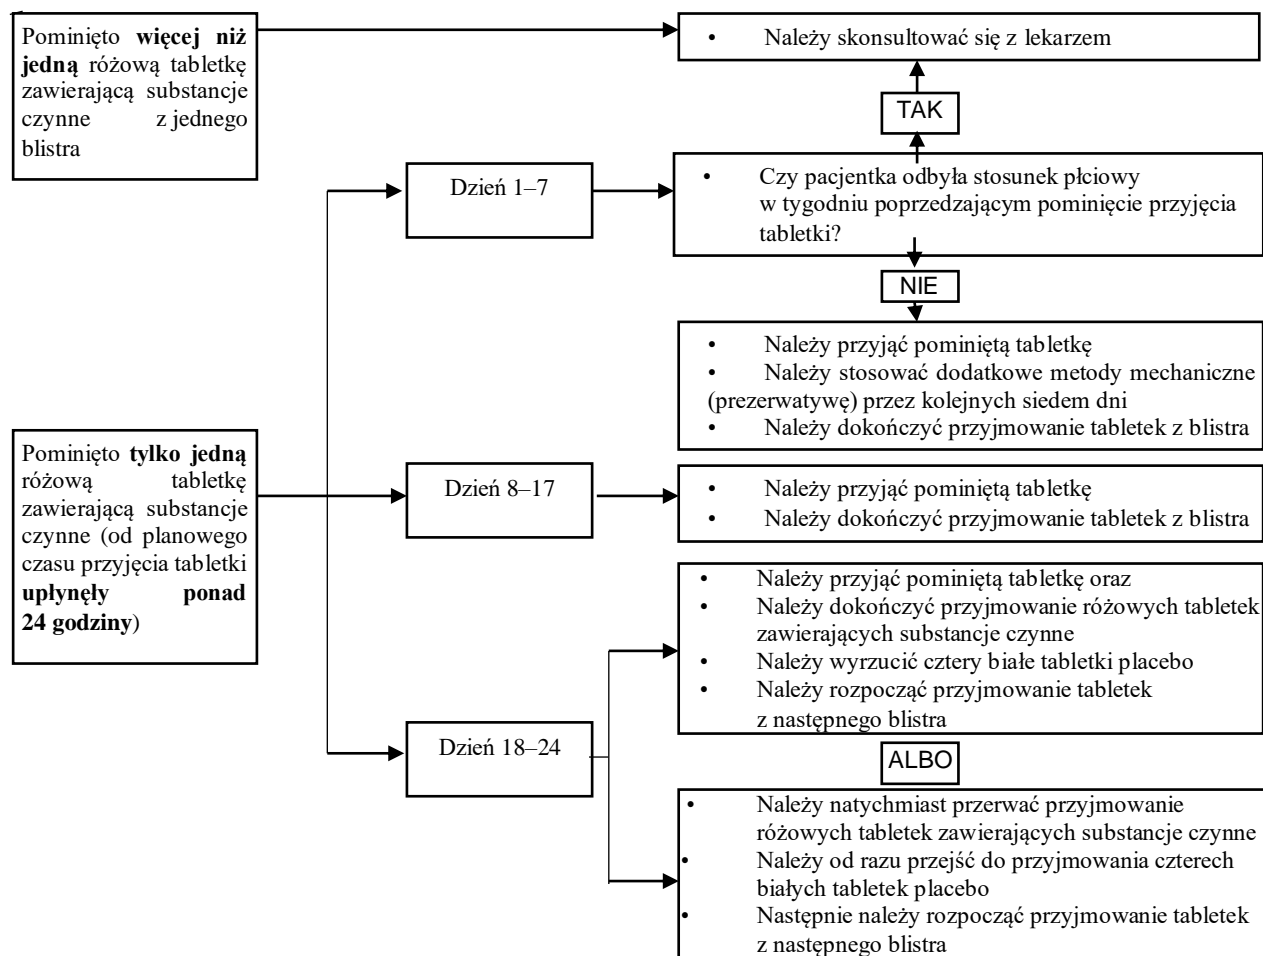 Pominięto więcej niż
jedną różową tabletkę
zawierającą substancje
czynne z jednego
blistra
• Należy skonsultować się z lekarzem
TAK
Dzień 1–7
• Czy pacjentka odbyła stosunek płciowy
w tygodniu poprzedzającym pominięcie przyjęcia
tabletki?
NIE
• Należy przyjąć pominiętą tabletkę
• Należy stosować dodatkowe metody mechaniczne
(prezerwatywę) przez kolejnych siedem dni
• Należy dokończyć przyjmowanie tabletek z blistra
Pominięto tylko jedną
różową tabletkę
zawierającą substancje
czynne (od planowego
czasu przyjęcia tabletki
upłynęły ponad
24 godziny)
Dzień 8–17
• Należy przyjąć pominiętą tabletkę
• Należy dokończyć przyjmowanie tabletek z blistra
Dzień 18–24
• Należy przyjąć pominiętą tabletkę oraz
• Należy dokończyć przyjmowanie różowych tabletek
zawierających substancje czynne
• Należy wyrzucić cztery białe tabletki placebo
• Należy rozpocząć przyjmowanie tabletek
z następnego blistra
ALBO
• Należy natychmiast przerwać przyjmowanie
różowych tabletek zawierających substancje czynne
• Należy od razu przejść do przyjmowania czterech
białych tabletek placebo
• Następnie należy rozpocząć przyjmowanie tabletek
z następnego blistra